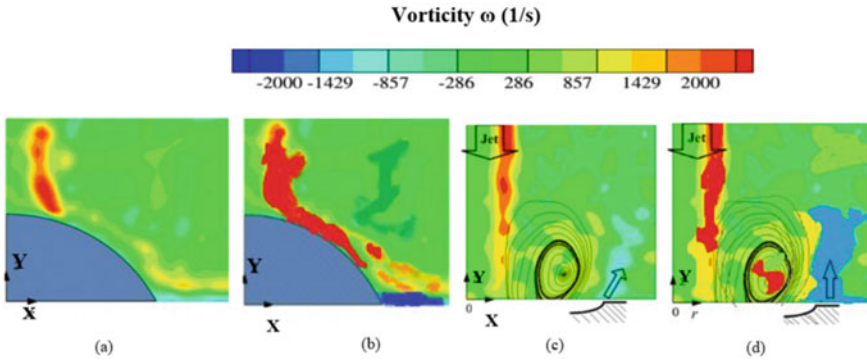 Vorticity ω (1/s)
-2000 -1429 -857 -286 286 857 1429 2000
Jet Jet
Y Y Y Y
X X 0 X 0 r
(a) (b) (c) (d)